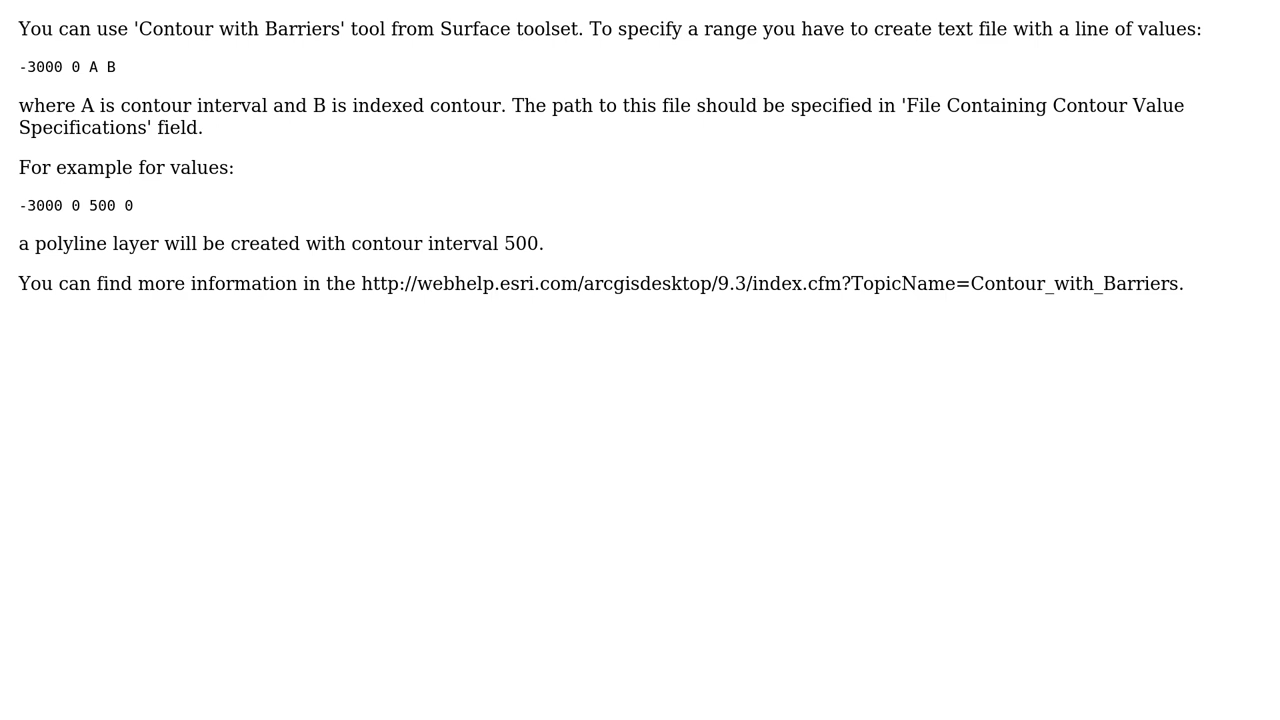 You can use 'Contour with Barriers' tool from Surface toolset. To specify a range you have to create text file with a line of values:
-3000 0 A B
where A is contour interval and B is indexed contour. The path to this file should be specified in 'File Containing Contour Value
Specifications' field.
For example for values:
-3000 0 500 0
a polyline layer will be created with contour interval 500.
You can find more information in the http://webhelp.esri.com/arcgisdesktop/9.3/index.cfm?TopicName=Contour_with_Barriers.